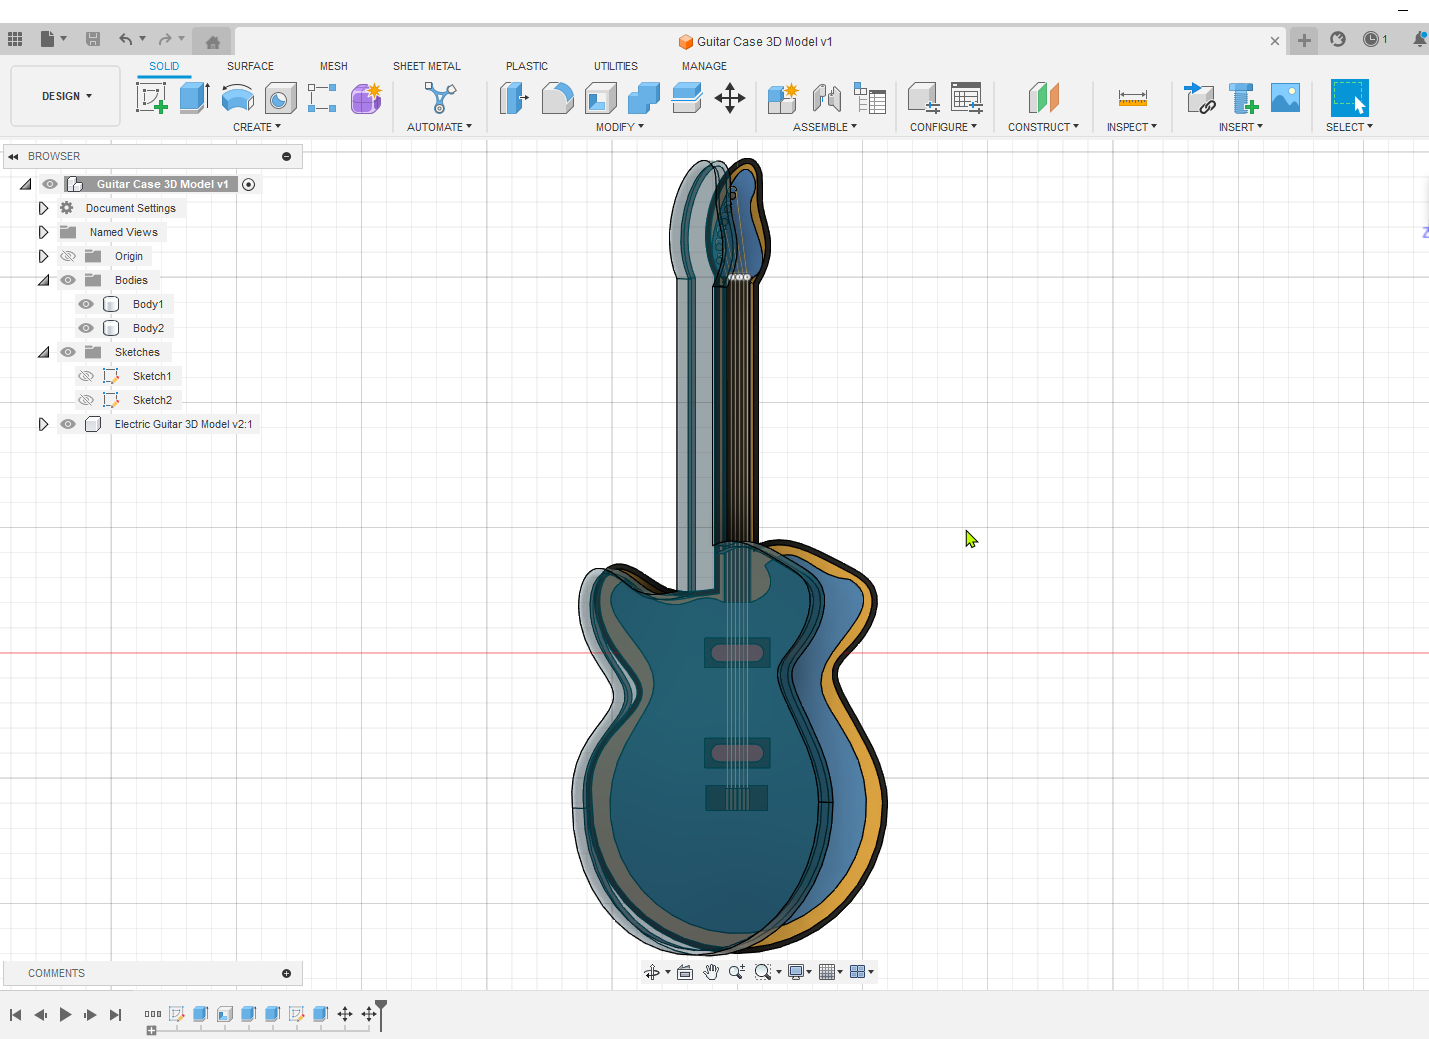 Guitar Case 3D Model v1
1
DESIGN
SOLID
SURFACE
MESH
SHEET METAL
PLASTIC
UTILITIES
MANAGE
CREATE
AUTOMATE
MODIFY
ASSEMBLE
CONFIGURE
CONSTRUCT
INSPECT
INSERT
SELECT
BROWSER
Guitar Case 3D Model v1
Document Settings
Named Views
Origin
Bodies
Body1
Body2
Sketches
Sketch1
Sketch2
Electric Guitar 3D Model v2:1
Z
COMMENTS